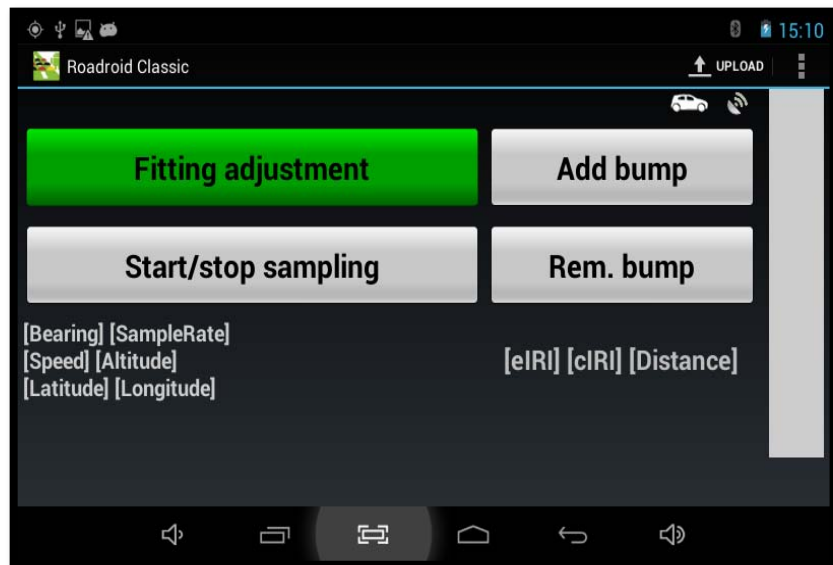 15:10
Roadroid Classic
UPLOAD
Fitting adjustment
Add bump
Start/stop sampling
Rem. bump
[Bearing] [SampleRate]
[Speed] [Altitude]
[Latitude] [Longitude]
[eIRI] [cIRI] [Distance]